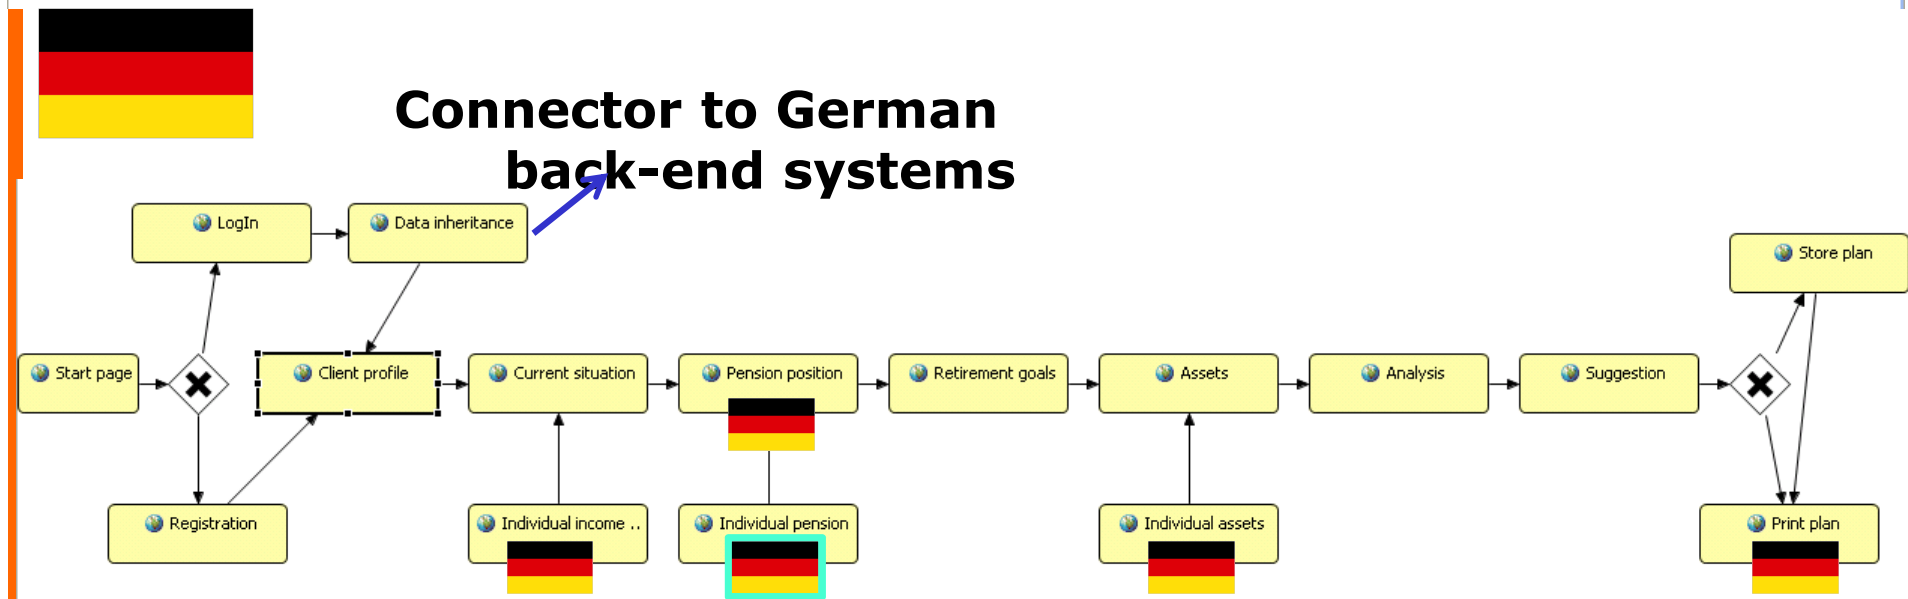 Connector to German
back-end systems
LogIn
Data inheritance
Store plan
Start page
Client profile
Current situation
Pension position
Retirement goals
Assets
Analysis
Suggestion
Registration
Individual income ..
Individual pension
Individual assets
Print plan